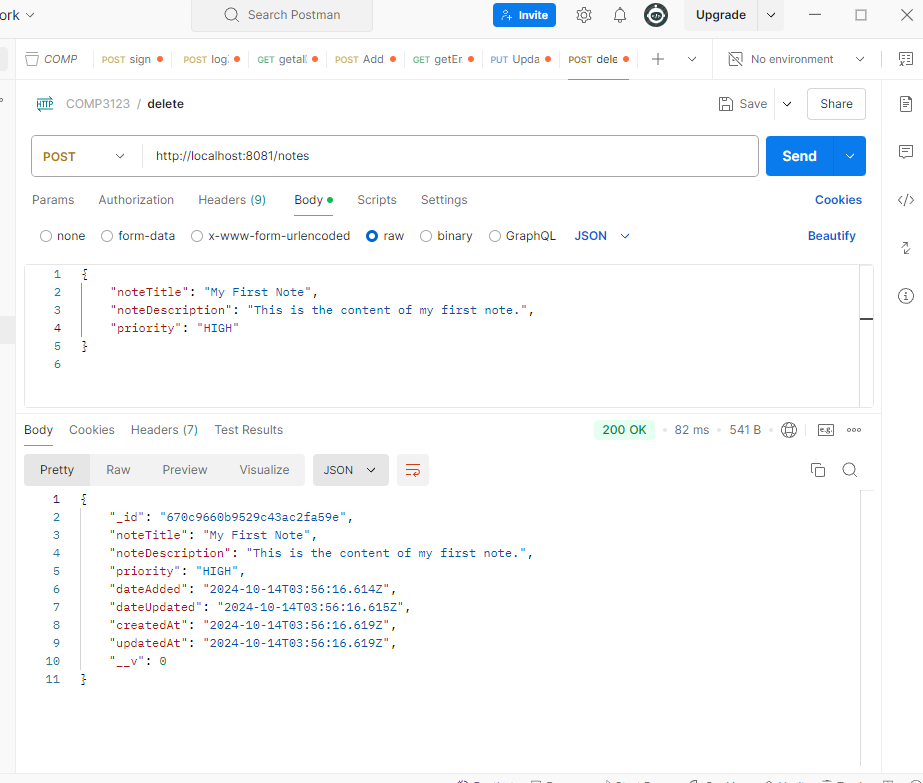 ork
Search Postman
Invite
Upgrade
COMP
POST sign
POST log
GET getal
POST Add
GET getEr
PUT Upda
POST dele
No environment
HTTP
COMP3123 / delete
Save
Share
POST
http://localhost:8081/notes
Send
Params Authorization Headers (9) Body Scripts Settings Cookies
none form-data x-www-form-urlencoded raw binary GraphQL JSON Beautify
1 {
2 "noteTitle": "My First Note",
3 "noteDescription": "This is the content of my first note.",
4 "priority": "HIGH"
5 }
6
Body Cookies Headers (7) Test Results 200 OK 82 ms 541 B e.g.
Pretty Raw Preview Visualize JSON
1 {
2 "_id": "670c9660b9529c43ac2fa59e",
3 "noteTitle": "My First Note",
4 "noteDescription": "This is the content of my first note.",
5 "priority": "HIGH",
6 "dateAdded": "2024-10-14T03:56:16.614Z",
7 "dateUpdated": "2024-10-14T03:56:16.615Z",
8 "createdAt": "2024-10-14T03:56:16.619Z",
9 "updatedAt": "2024-10-14T03:56:16.619Z",
10 "__v": 0
11 }